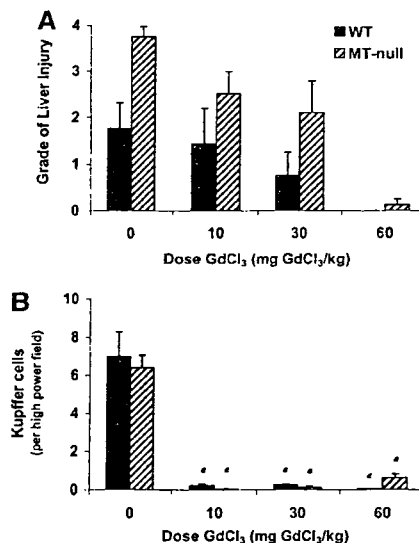 A
Grade of Liver Injury
4
3
2
1
0
WT
MT-null
0 10 30 60
Dose GdCl₃ (mg GdCl₃/kg)
B
Kupffer cells
(per high power field)
10
8
6
4
2
0
0 10 30 60
Dose GdCl₃ (mg GdCl₃/kg)